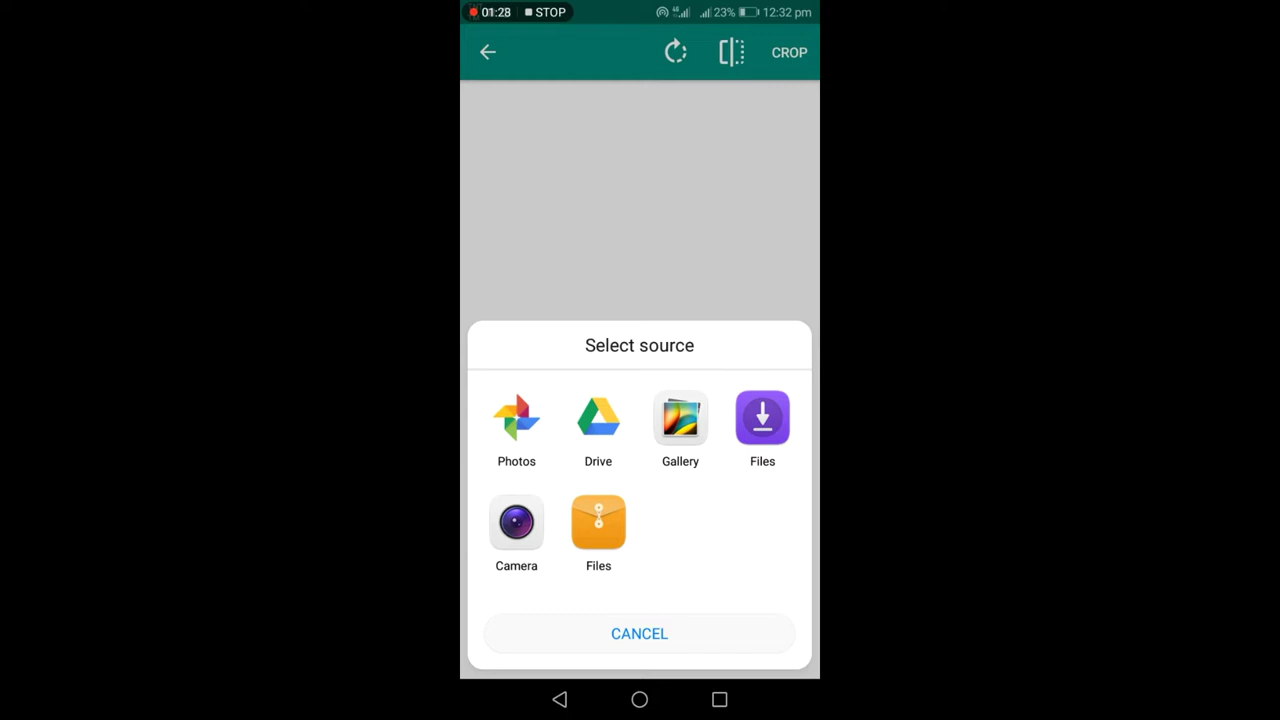 01:28 STOP 23% 12:32 pm
CROP
Select source
Photos Drive Gallery Files
Camera Files
CANCEL